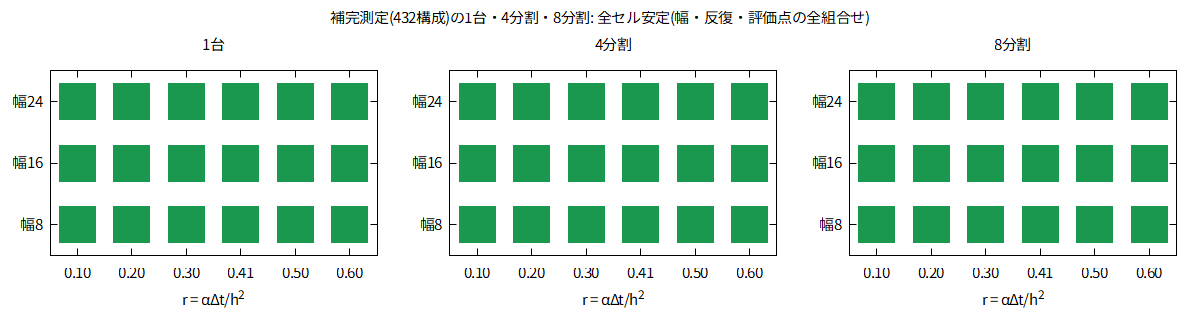 補完測定(432構成)の1台・4分割・8分割: 全セル安定(幅・反復・評価点の全組合せ)
1台
4分割
8分割
幅24
幅16
幅8
幅24
幅16
幅8
幅24
幅16
幅8
0.10 0.20 0.30 0.41 0.50 0.60
0.10 0.20 0.30 0.41 0.50 0.60
0.10 0.20 0.30 0.41 0.50 0.60
r = αΔt/h²
r = αΔt/h²
r = αΔt/h²